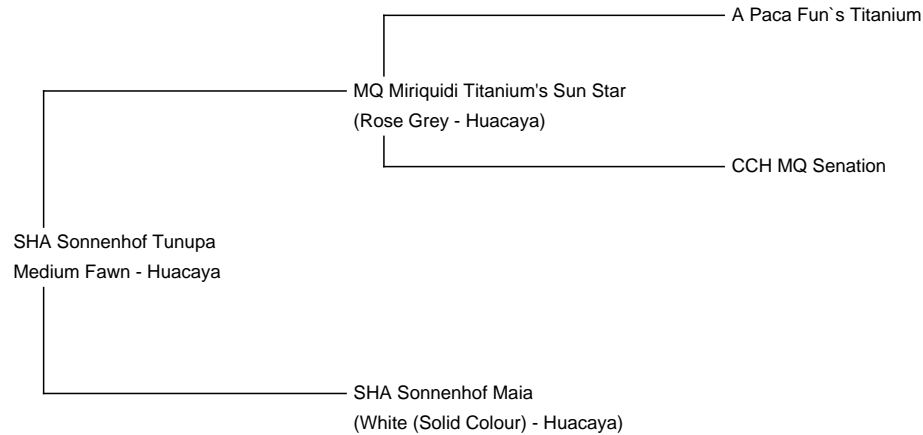 A Paca Fun`s Titanium
MQ Miriquidi Titanium's Sun Star
(Rose Grey - Huacaya)
CCH MQ Senation
SHA Sonnenhof Tunupa
Medium Fawn - Huacaya
SHA Sonnenhof Maia
(White (Solid Colour) - Huacaya)